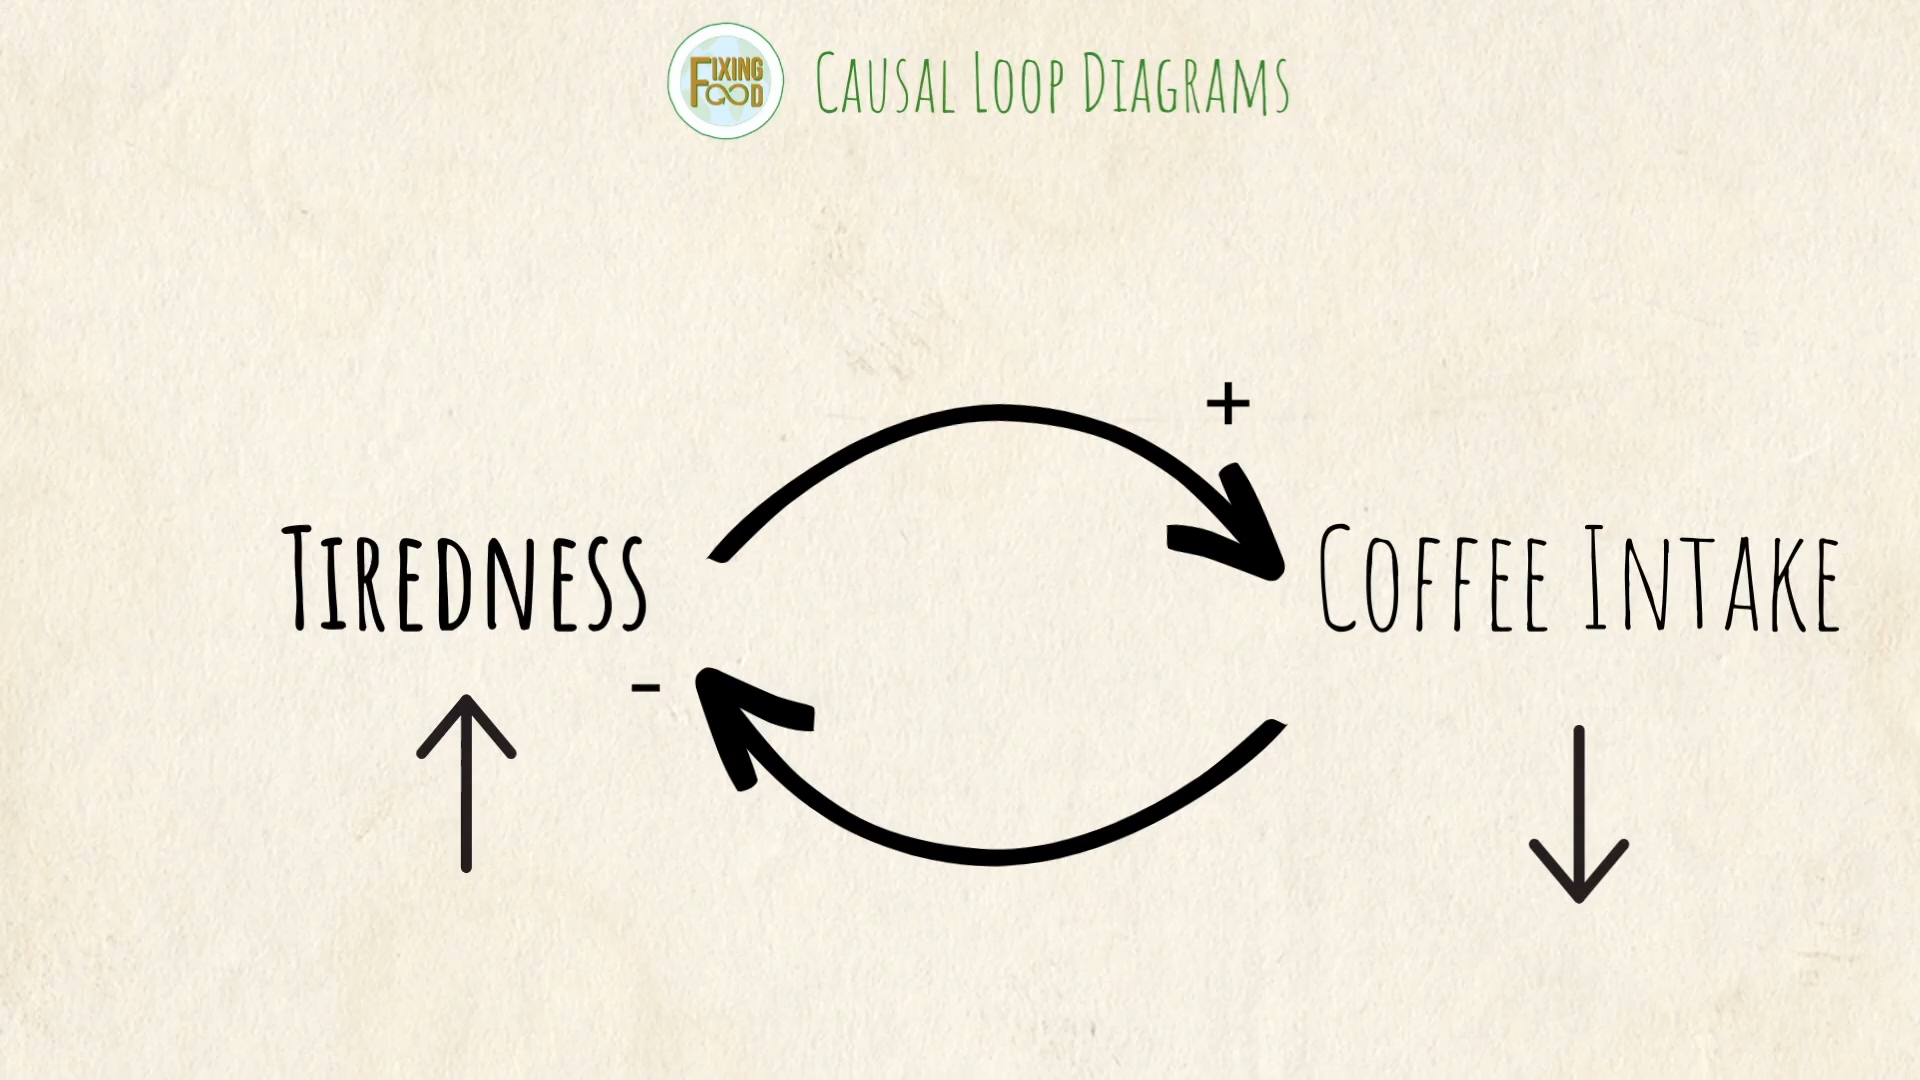 FIXING
FOOD
CAUSAL LOOP DIAGRAMS
+
TIREDNESS
COFFEE INTAKE
-